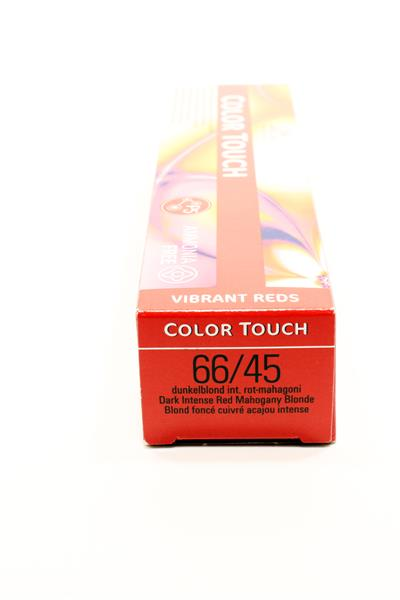 COLOR TOUCH
AMMONIA
FREE
VIBRANT REDS
COLOR TOUCH
66/45
dunkelblond int. rot-mahagoni
Dark Intense Red Mahogany Blonde
Blond foncé cuivré acajou intense